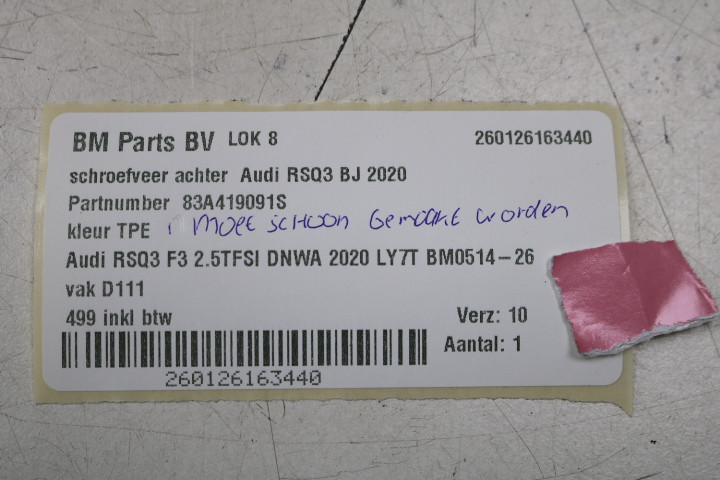 BM Parts BV LOK 8 260126163440
schroefveer achter Audi RSQ3 BJ 2020
Partnumber 83A419091S
kleur TPE , moet schoon gemaakt worden
Audi RSQ3 F3 2.5TFSI DNWA 2020 LY7T BM0514-26
vak D111
499 inkl btw Verz: 10
Aantal: 1
260126163440